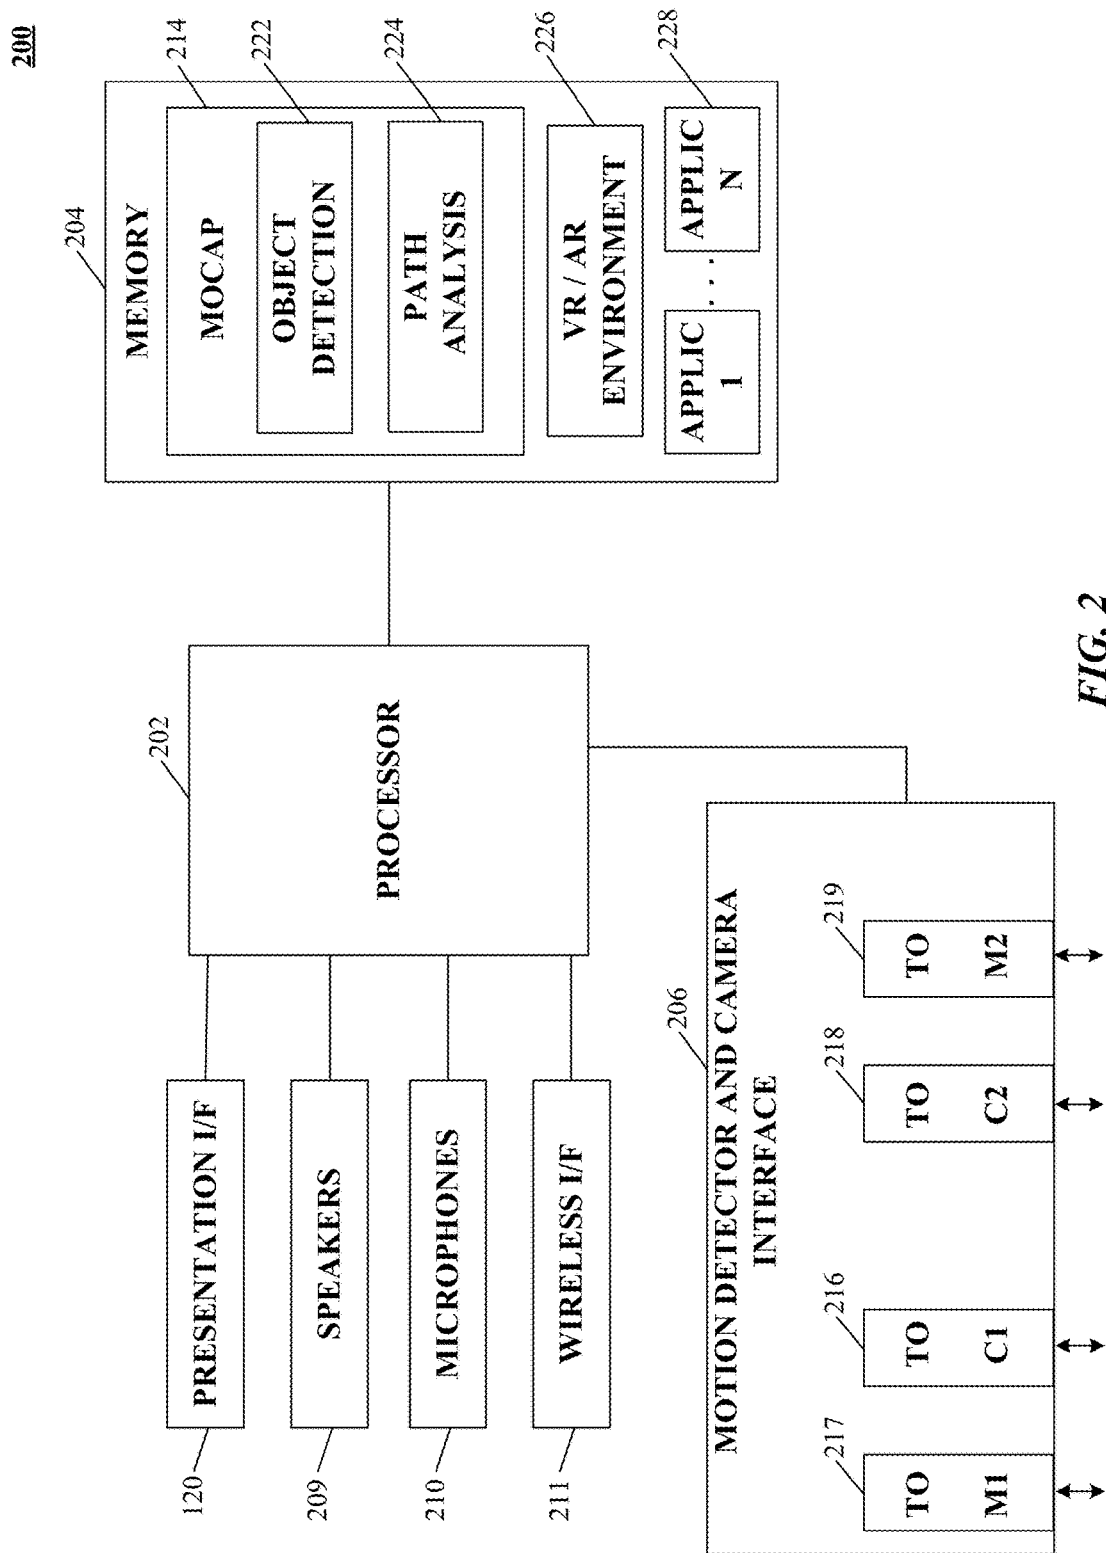 200
204
MEMORY
214
MOCAP
222
OBJECT
DETECTION
224
PATH
ANALYSIS
226
VR / AR
ENVIRONMENT
228
APPLIC
1
. . .
APPLIC
N
202
PROCESSOR
120
PRESENTATION I/F
209
SPEAKERS
210
MICROPHONES
211
WIRELESS I/F
206
MOTION DETECTOR AND CAMERA
INTERFACE
217
TO
M1
216
TO
C1
218
TO
C2
219
TO
M2
FIG. 2